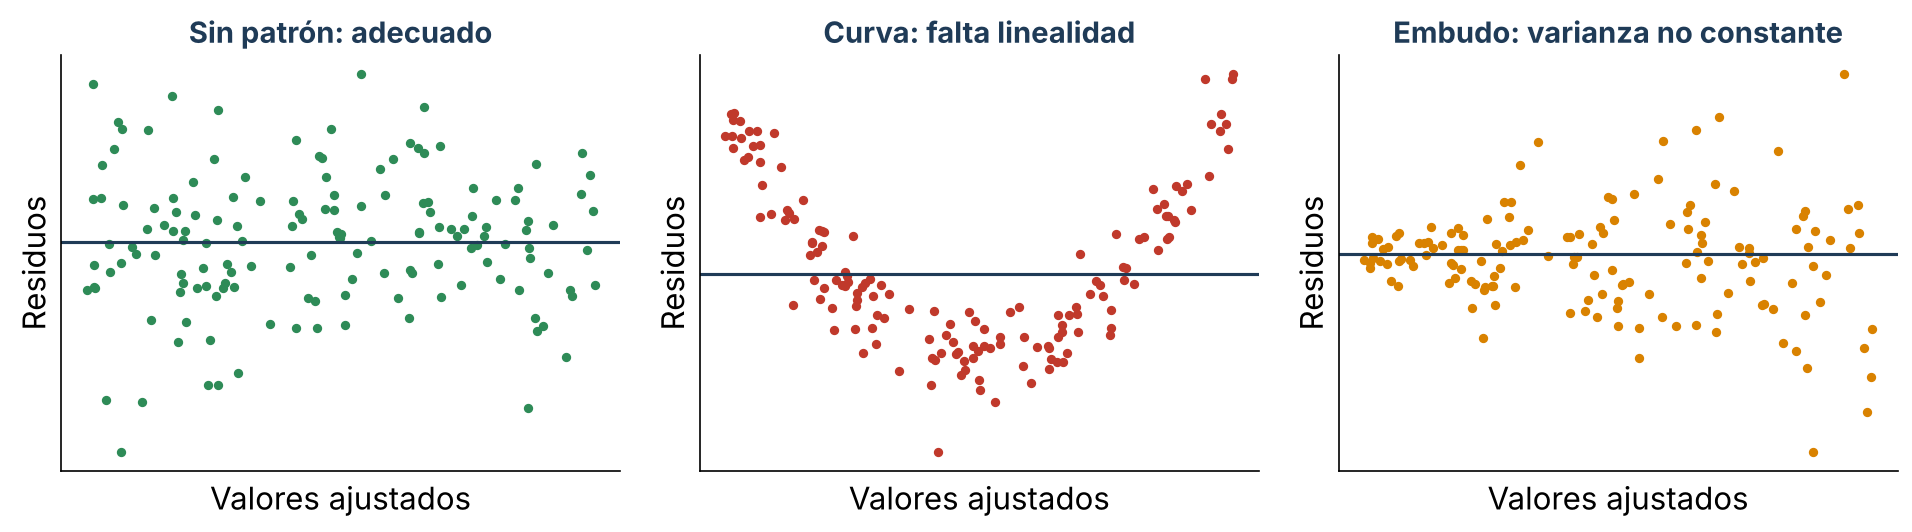 Sin patrón: adecuado
Residuos
Valores ajustados
Curva: falta linealidad
Residuos
Valores ajustados
Embudo: varianza no constante
Residuos
Valores ajustados